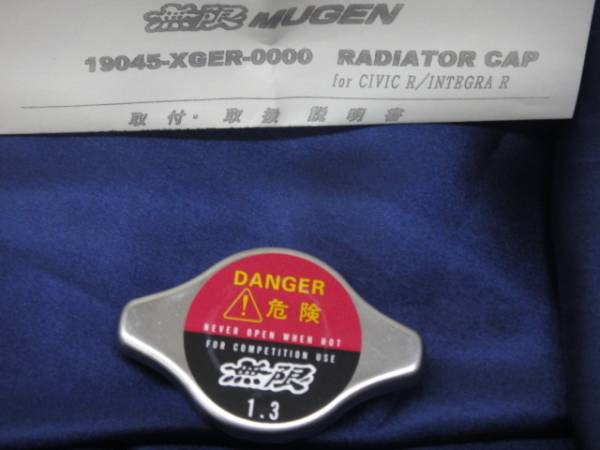 無限 MUGEN
19045-XGER-0000 RADIATOR CAP
for CIVIC R/INTEGRA R
取付・取扱説明書
DANGER
危険
NEVER OPEN WHEN HOT
FOR COMPETITION USE
無限
1.3